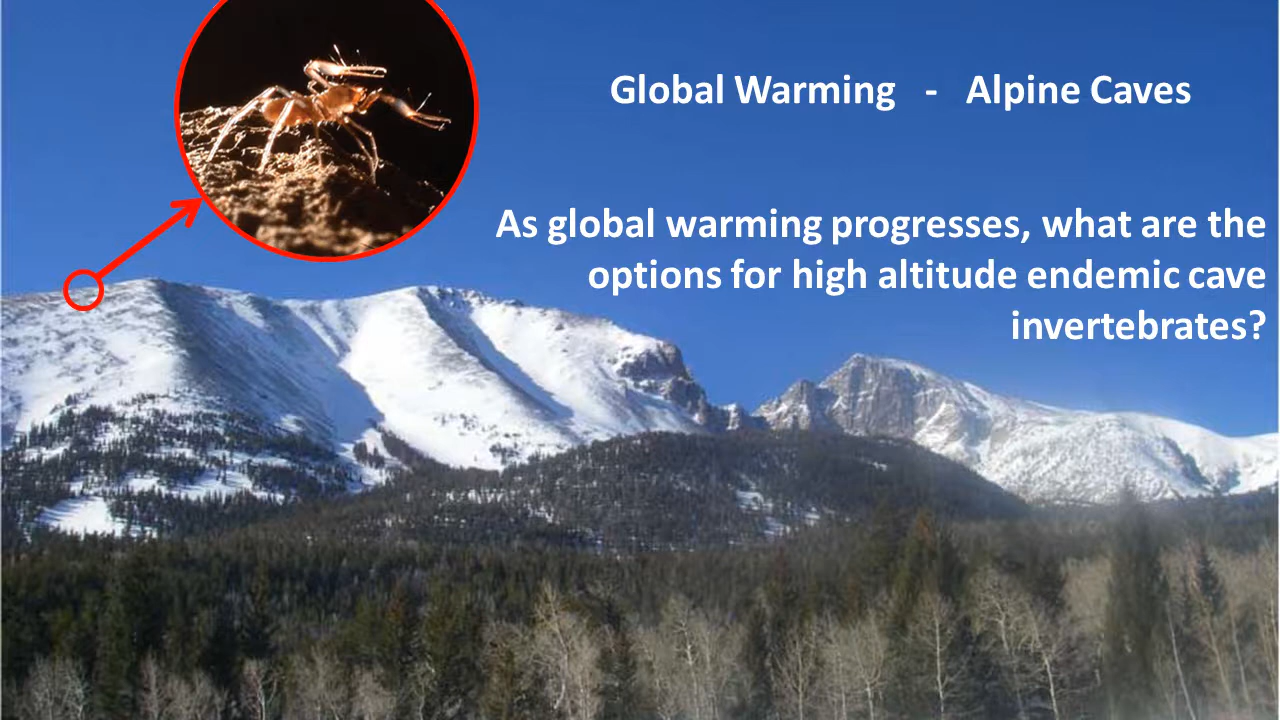 Global Warming - Alpine Caves
As global warming progresses, what are the
options for high altitude endemic cave
invertebrates?